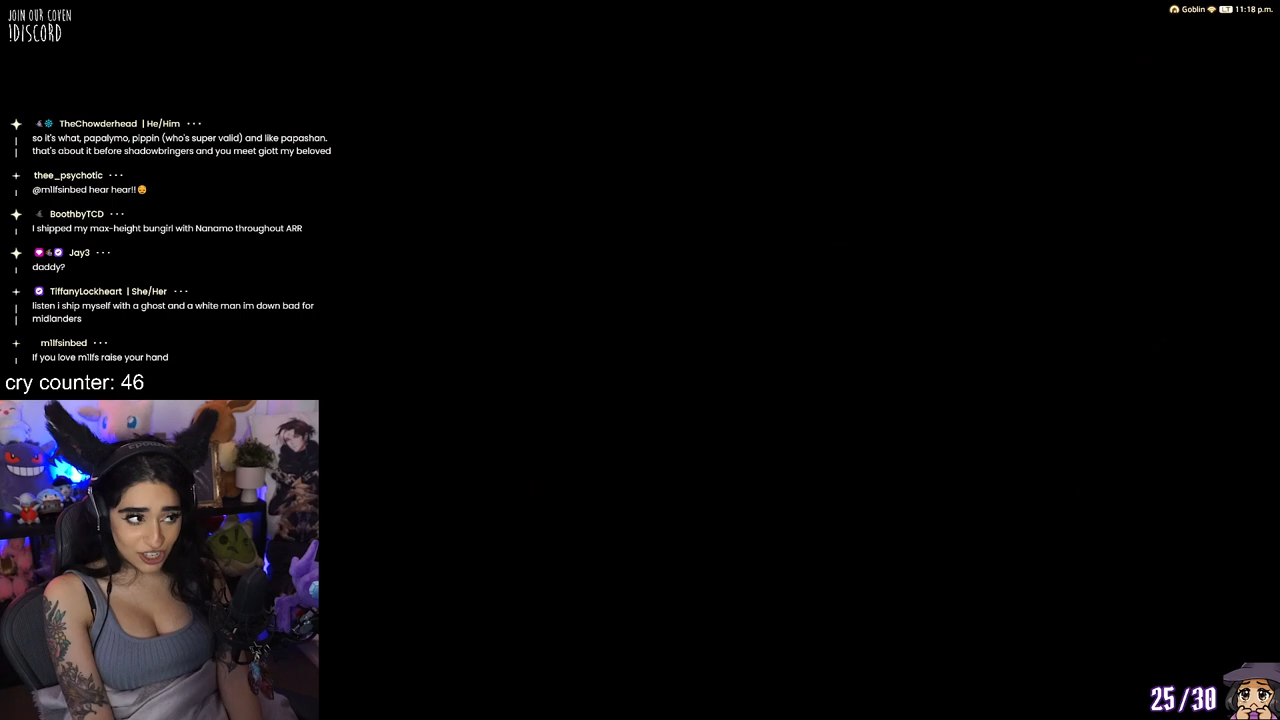 JOIN OUR COVEN
!DISCORD
Goblin LT 11:18 p.m.
TheChowderhead | He/Him
so it's what, papalymo, pippin (who's super valid) and like papashan.
that's about it before shadowbringers and you meet giott my beloved
thee_psychotic
@m1lfsinbed hear hear!!
BoothbyTCD
I shipped my max-height bungirl with Nanamo throughout ARR
Jay3
daddy?
TiffanyLockheart | She/Her
listen i ship myself with a ghost and a white man im down bad for
midlanders
m1lfsinbed
If you love m1lfs raise your hand
cry counter: 46
25/30